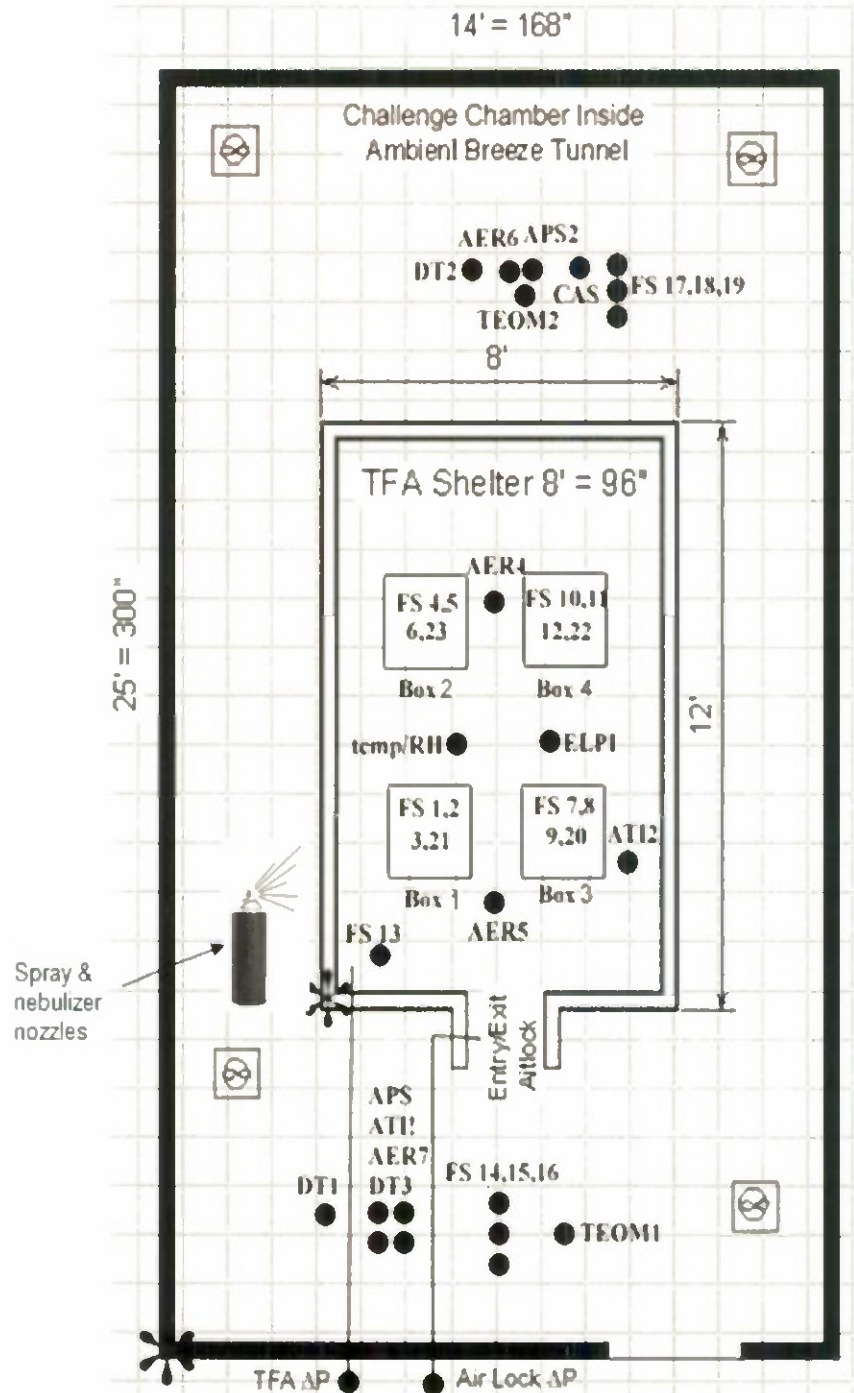 14' = 168"
Challenge Chamber Inside
Ambient Breeze Tunnel
AER6 APS2
DT2
CAS
FS 17,18,19
TEOM2
8'
TFA Shelter 8' = 96"
25' = 300"
12'
AER4
FS 4,5
6,23
FS 10,11
12,22
Box 2
Box 4
temp/RH
ELPI
FS 1,2
3,21
FS 7,8
9,20
ATI2
Box 1
Box 3
AER5
FS 13
Spray &
nebulizer
nozzles
Entry/Exit
Airlock
APS
ATI!
AER7
DT1
DT3
FS 14,15,16
TEOM1
TFA ΔP
Air Lock ΔP